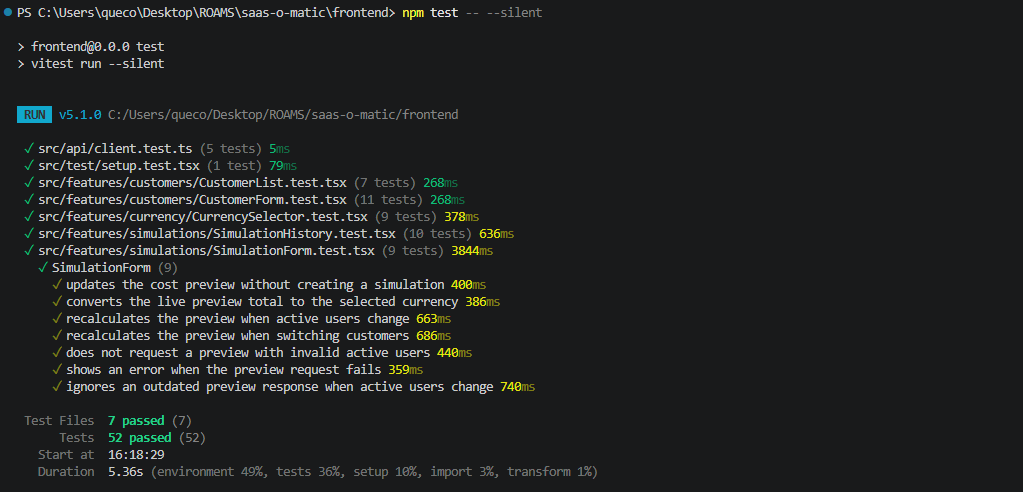 PS C:\Users\queco\Desktop\ROAMS\saas-o-matic\frontend> npm test -- --silent
> frontend@0.0.0 test
> vitest run --silent
RUN v5.1.0 C:/Users/queco/Desktop/ROAMS/saas-o-matic/frontend
✓ src/api/client.test.ts (5 tests) 5ms
✓ src/test/setup.test.tsx (1 test) 79ms
✓ src/features/customers/CustomerList.test.tsx (7 tests) 268ms
✓ src/features/customers/CustomerForm.test.tsx (11 tests) 268ms
✓ src/features/currency/CurrencySelector.test.tsx (9 tests) 378ms
✓ src/features/simulations/SimulationHistory.test.tsx (10 tests) 636ms
✓ src/features/simulations/SimulationForm.test.tsx (9 tests) 3844ms
✓ SimulationForm (9)
✓ updates the cost preview without creating a simulation 400ms
✓ converts the live preview total to the selected currency 386ms
✓ recalculates the preview when active users change 663ms
✓ recalculates the preview when switching customers 686ms
✓ does not request a preview with invalid active users 440ms
✓ shows an error when the preview request fails 359ms
✓ ignores an outdated preview response when active users change 740ms
Test Files 7 passed (7)
Tests 52 passed (52)
Start at 16:18:29
Duration 5.36s (environment 49%, tests 36%, setup 10%, import 3%, transform 1%)